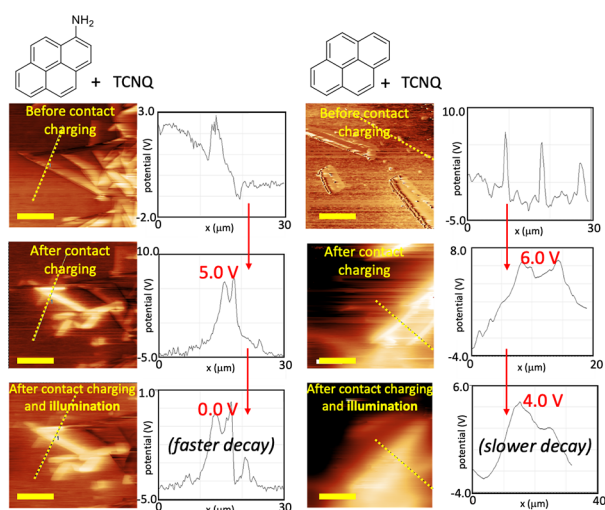 NH₂
+ TCNQ
+ TCNQ
Before contact
charging
3.0
potential (V)
-2.0
0
x (μm)
30
Before contact
charging
10.0
potential (V)
-5.0
0
x (μm)
30
After contact
charging
10.0
potential (V)
5.0 V
-5.0
0
x (μm)
30
After contact
charging
8.0
potential (V)
6.0 V
-4.0
0
x (μm)
20
After contact charging
and illumination
1.0
potential (V)
0.0 V
(faster decay)
-5.0
0
x (μm)
30
After contact charging
and illumination
6.0
potential (V)
4.0 V
(slower decay)
-4.0
0
x (μm)
40